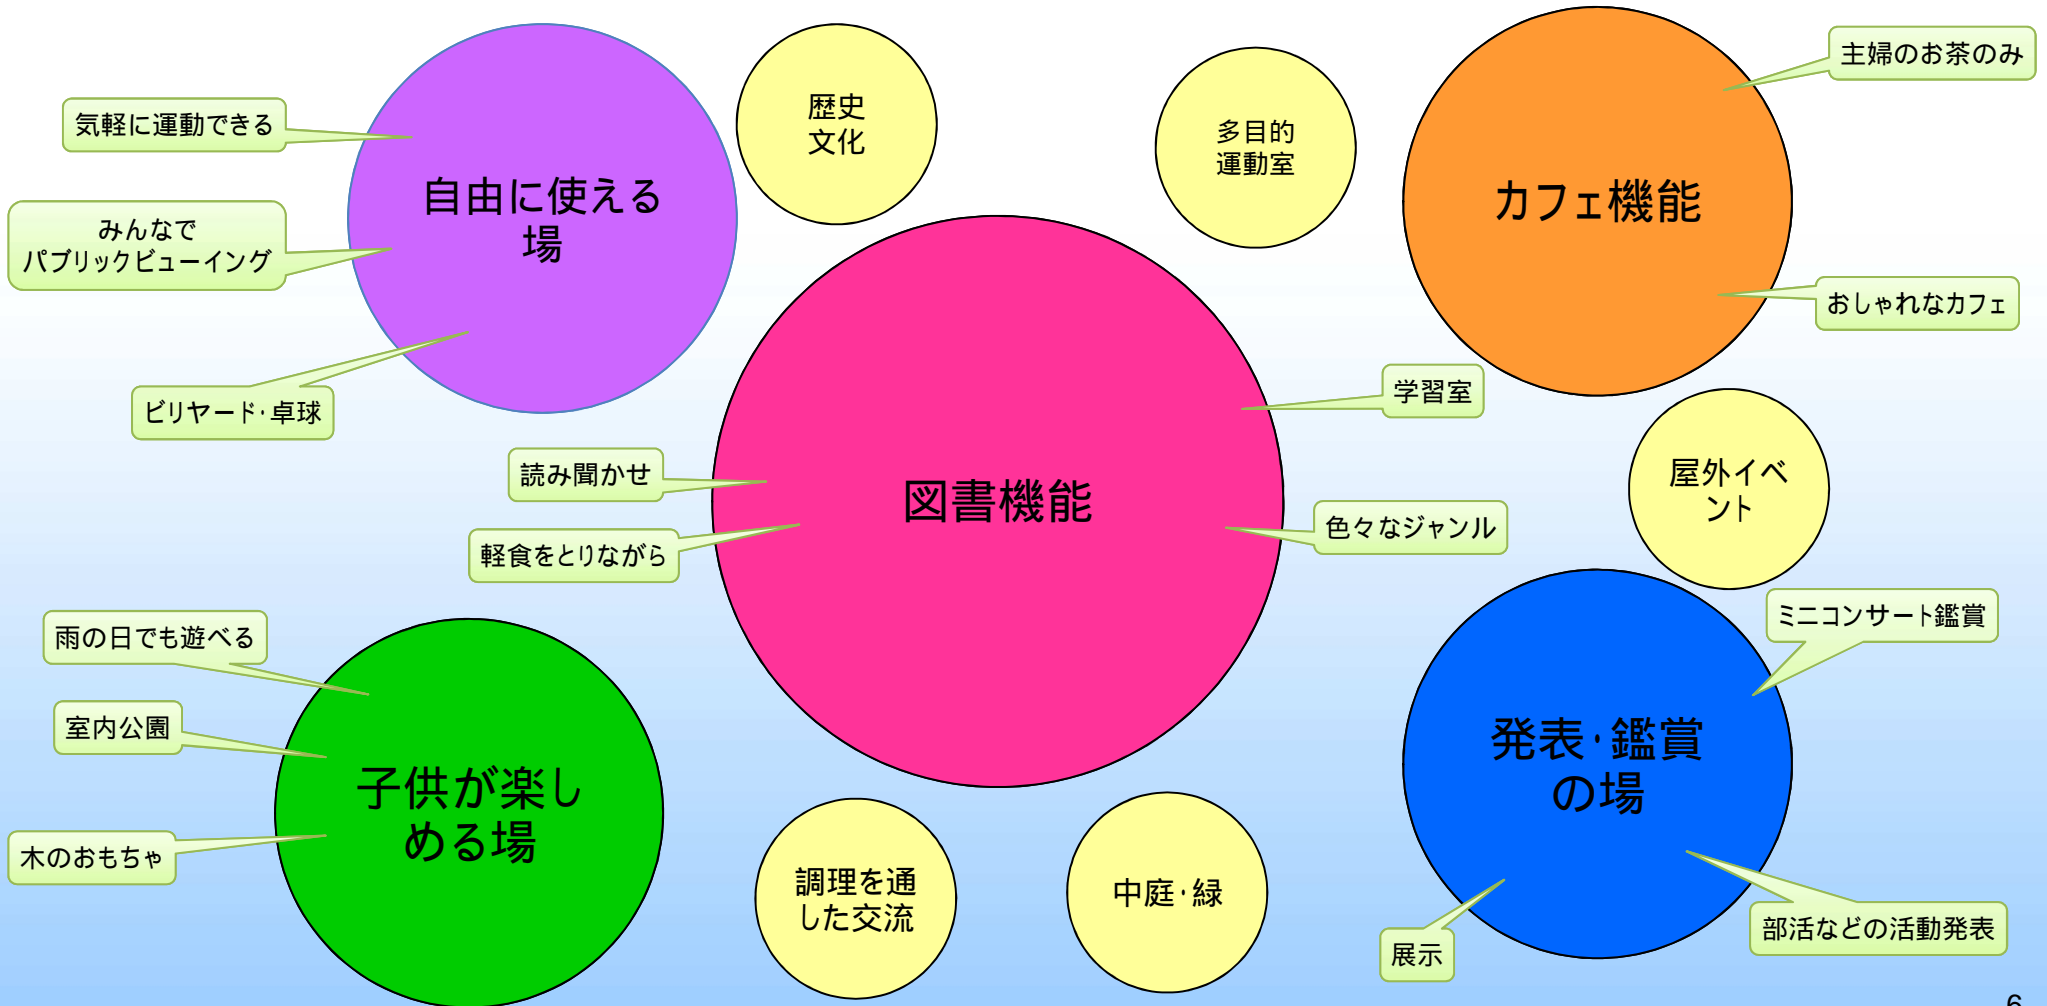 歴史
文化
多目的
運動室
主婦のお茶のみ
気軽に運動できる
自由に使える
場
カフェ機能
みんなで
パブリックビューイング
おしゃれなカフェ
ビリヤード・卓球
学習室
読み聞かせ
図書機能
屋外イベ
ント
色々なジャンル
軽食をとりながら
雨の日でも遊べる
ミニコンサート鑑賞
室内公園
発表・鑑賞
の場
子供が楽し
める場
木のおもちゃ
調理を通
した交流
中庭・緑
部活などの活動発表
展示
6